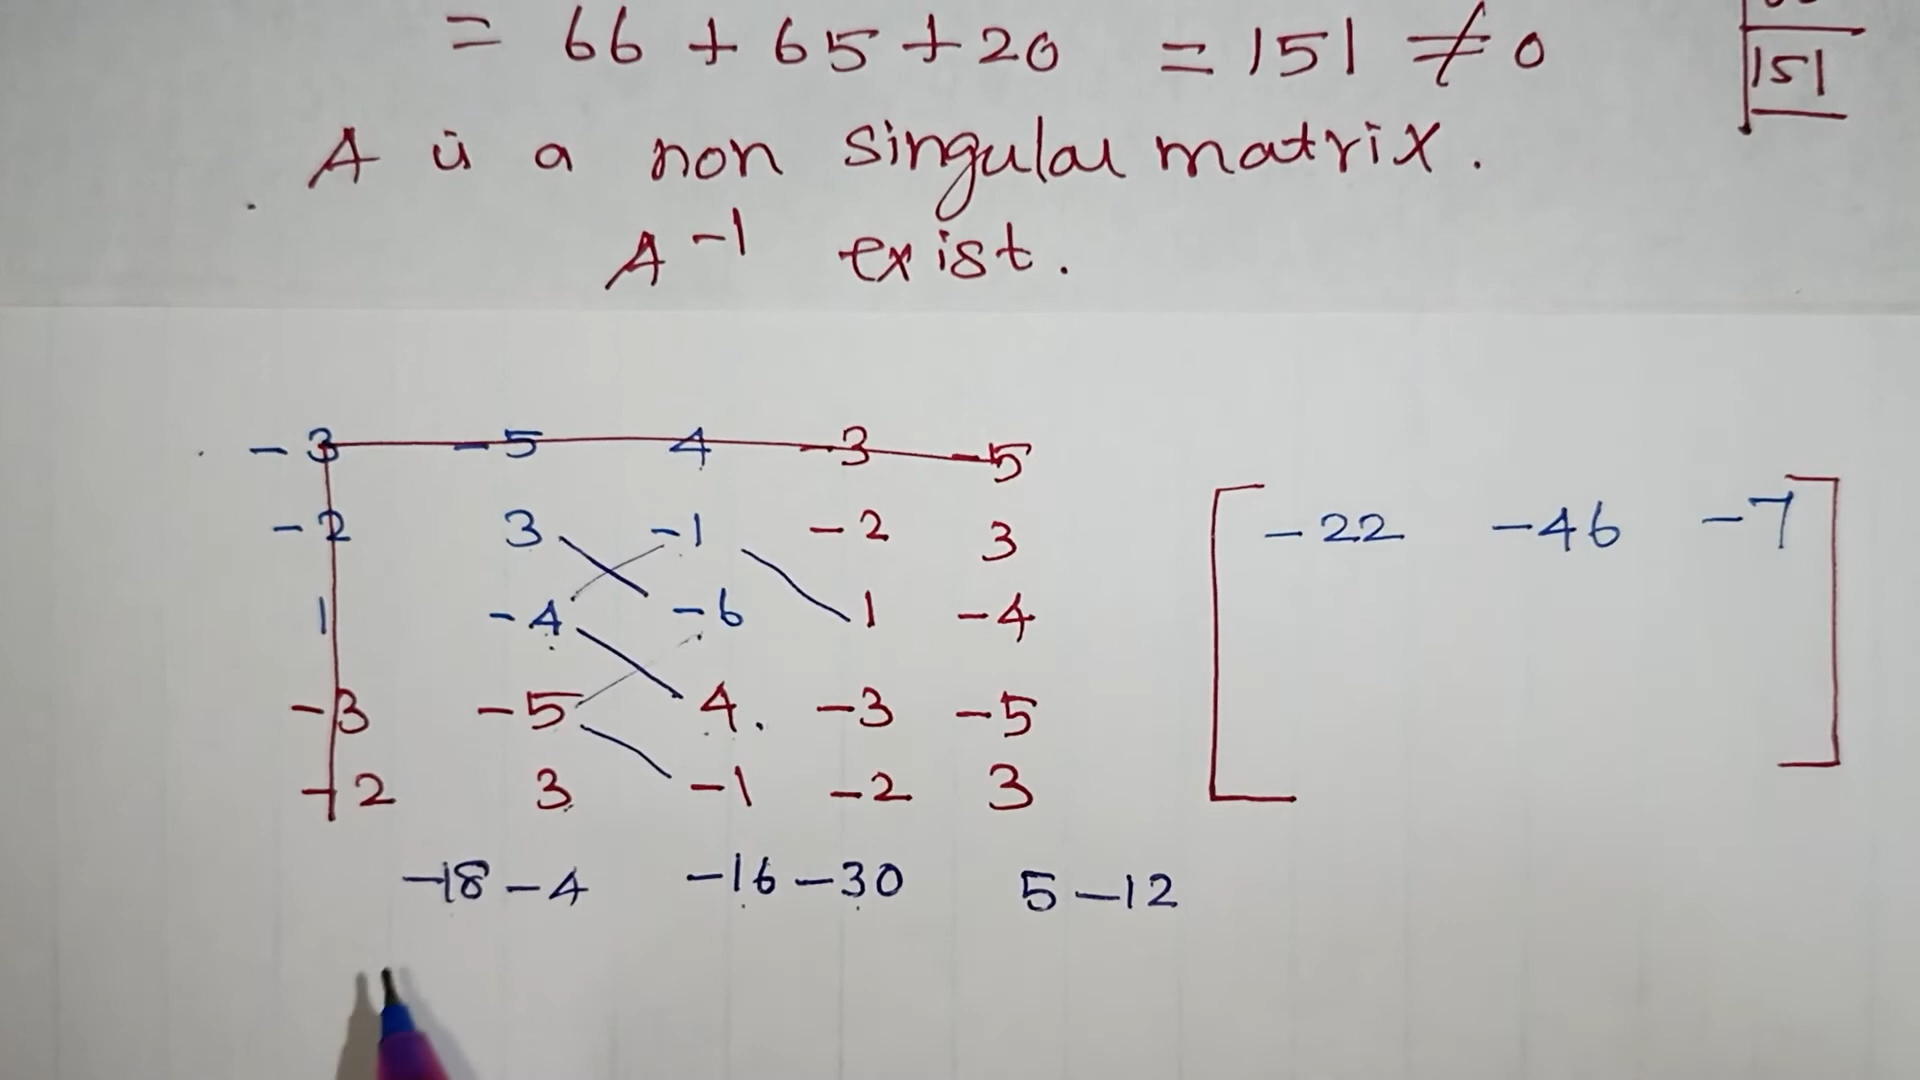 = 66 + 65 + 20 = 151 ≠ 0
151
A is a non singular matrix.
A⁻¹ exist.
-3 -5 4 -3 -5
-2 3 -1 -2 3
-22 -46 -7
1 -4 -6 1 -4
-3 -5 4. -3 -5
-2 3 -1 -2 3
-18-4 -16-30 5-12